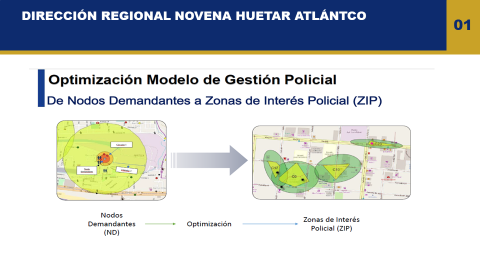 DIRECCIÓN REGIONAL NOVENA HUETAR ATLÁNTCO
01
Optimización Modelo de Gestión Policial
De Nodos Demandantes a Zonas de Interés Policial (ZIP)
Nodos
Demandantes
(ND)
Optimización
Zonas de Interés
Policial (ZIP)